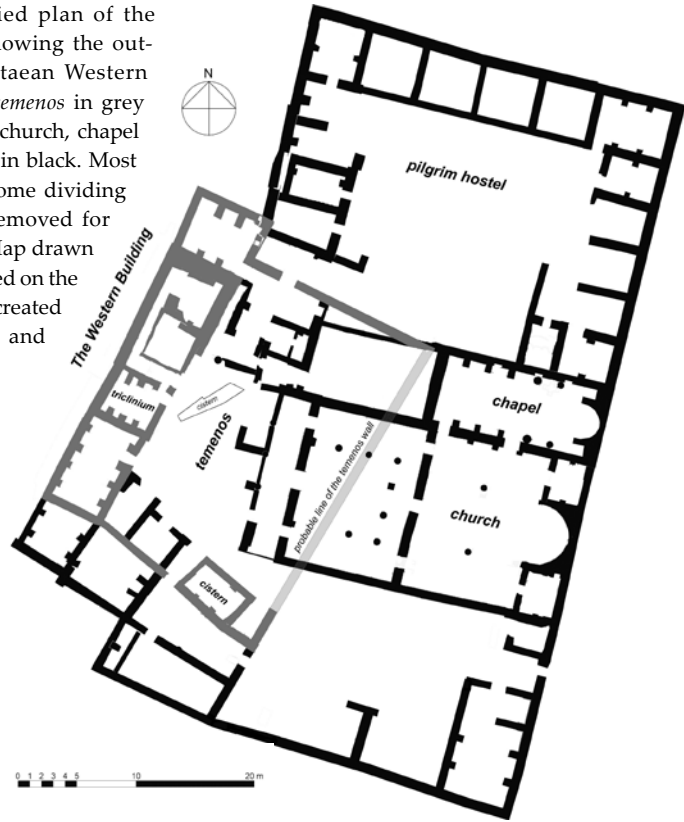 ied plan of the
lowing the out-
taean Western
temenos in grey
church, chapel
in black. Most
ome dividing
emoved for
Map drawn
ed on the
created
and
N
pilgrim hostel
The Western Building
triclinium
cistern
temenos
chapel
church
probable line of the temenos wall
cistern
0 1 2 3 4 5 10 20 m